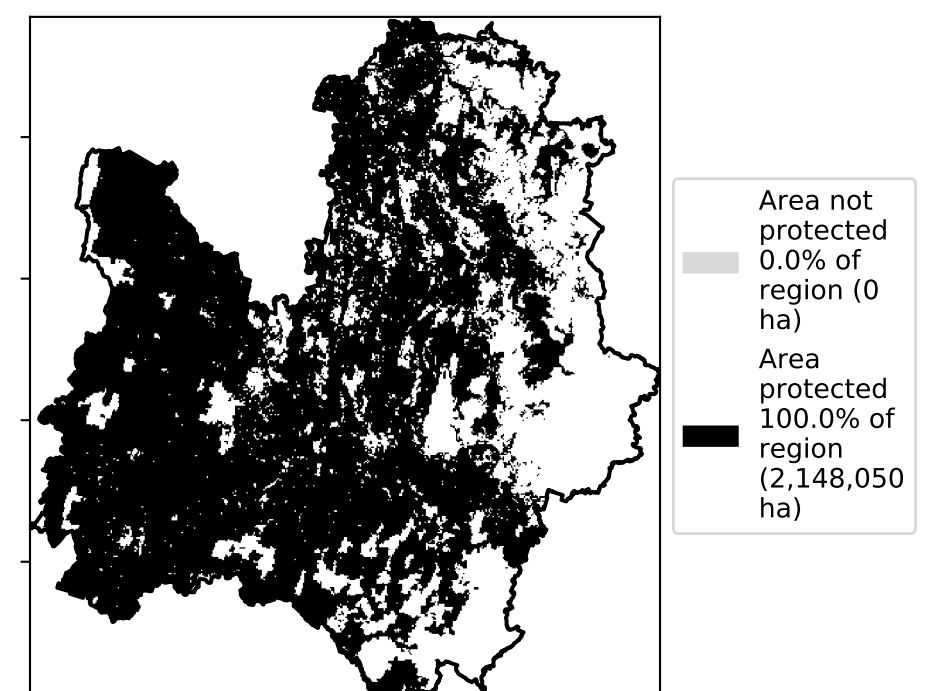 Area not
protected
0.0% of
region (0
ha)
Area
protected
100.0% of
region
(2,148,050
ha)